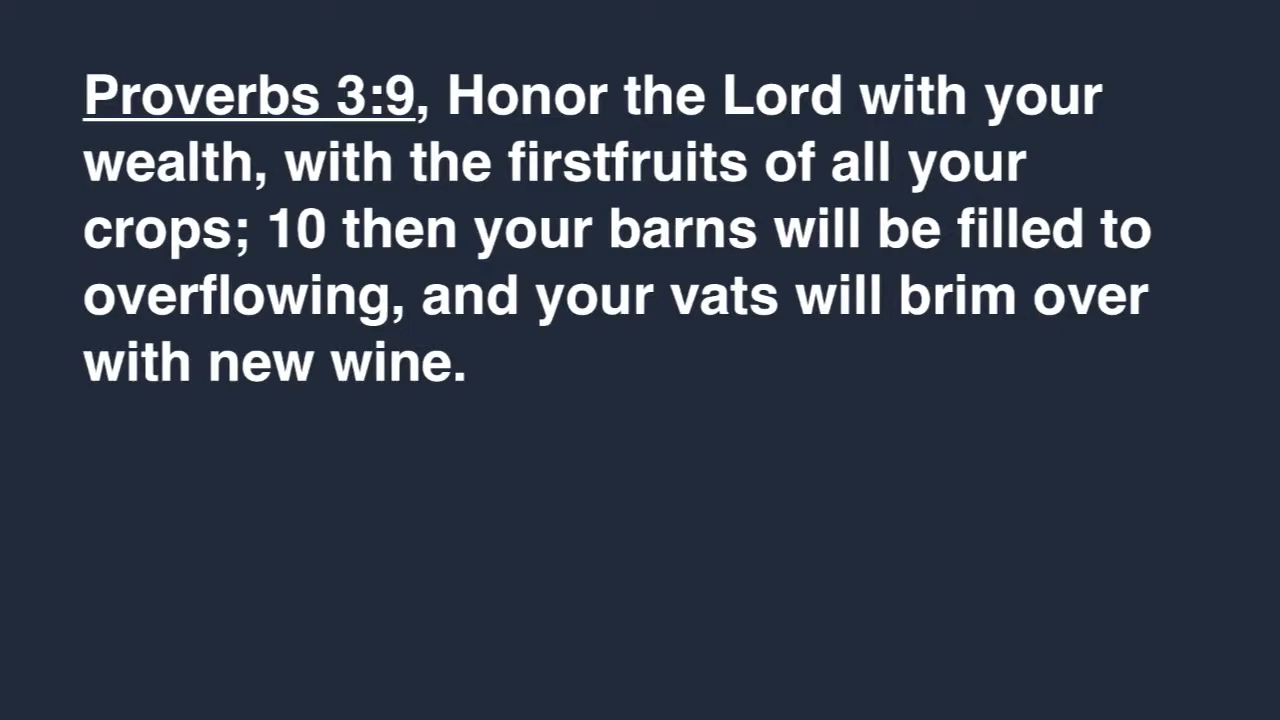 Proverbs 3:9, Honor the Lord with your
wealth, with the firstfruits of all your
crops; 10 then your barns will be filled to
overflowing, and your vats will brim over
with new wine.